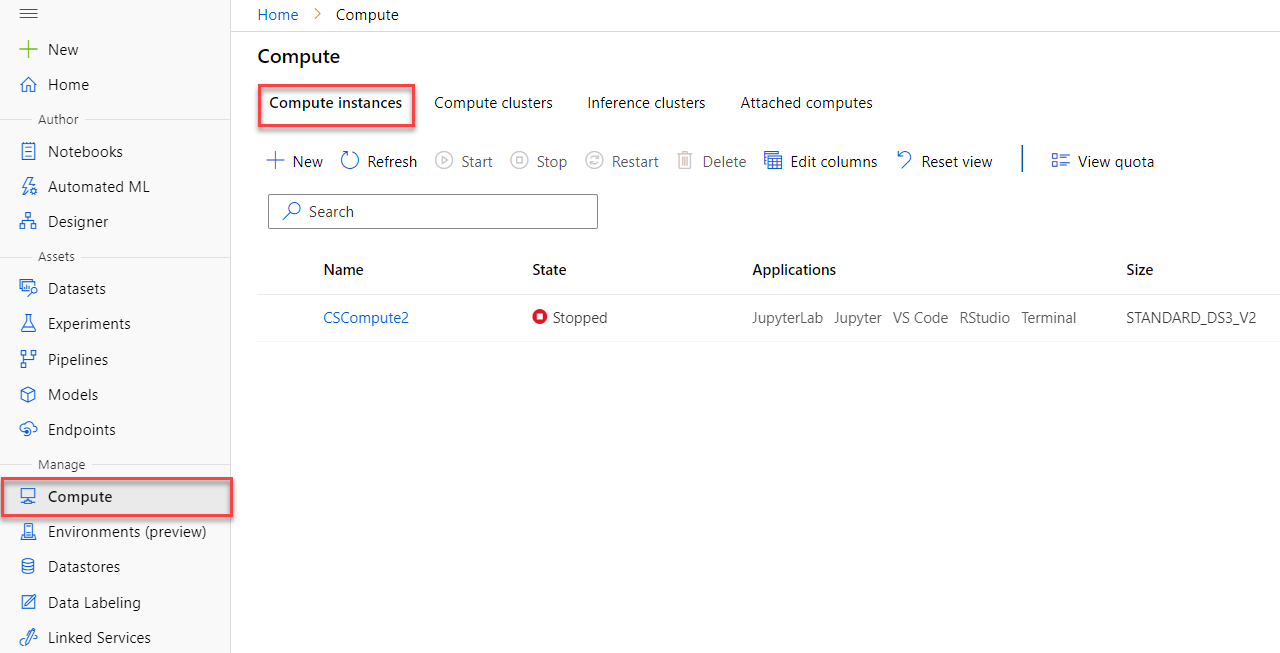 Home > Compute
New
Home
Author
Notebooks
Automated ML
Designer
Assets
Datasets
Experiments
Pipelines
Models
Endpoints
Manage
Compute
Environments (preview)
Datastores
Data Labeling
Linked Services
Compute
Compute instances Compute clusters Inference clusters Attached computes
New Refresh Start Stop Restart Delete Edit columns Reset view View quota
Search
Name State Applications Size
CSCompute2 Stopped JupyterLab Jupyter VS Code RStudio Terminal STANDARD_DS3_V2